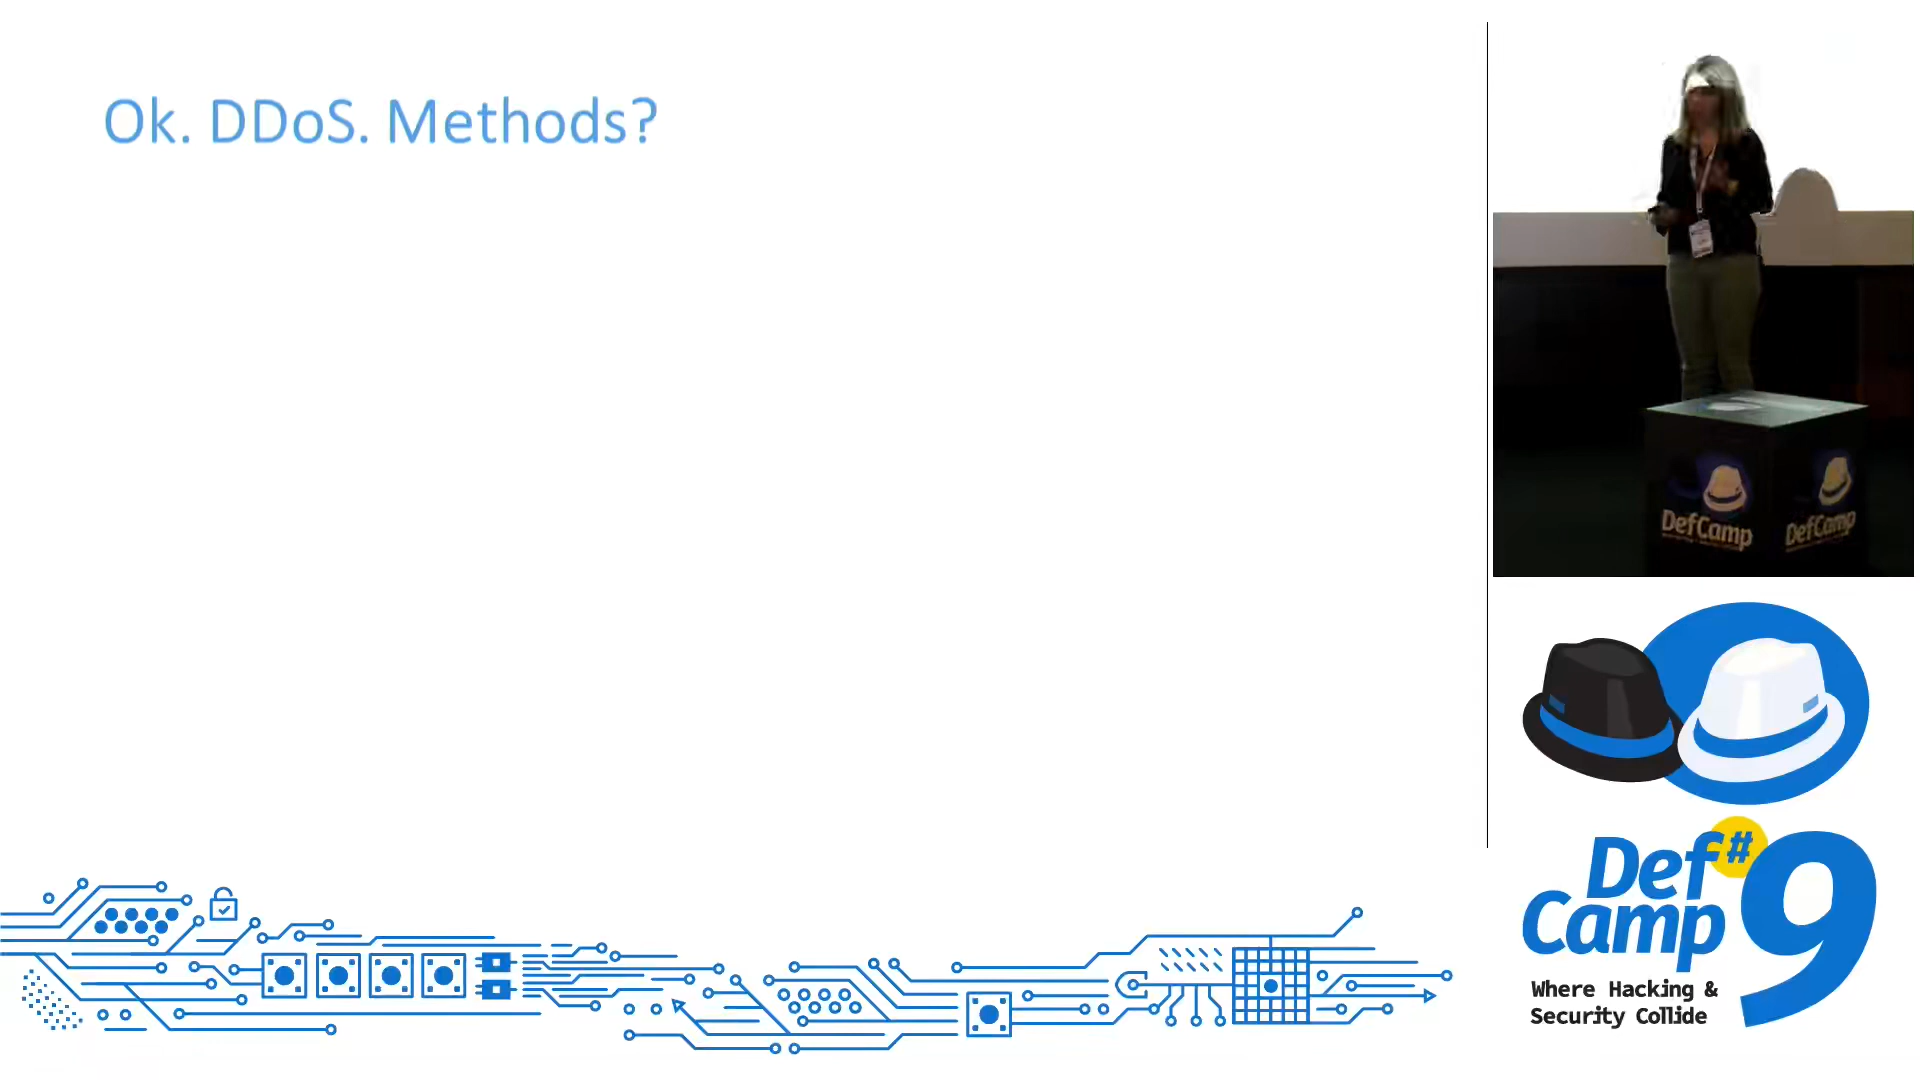 Ok. DDoS. Methods?
DefCamp
DefCamp
Def#
Camp 9
Where Hacking &
Security Collide